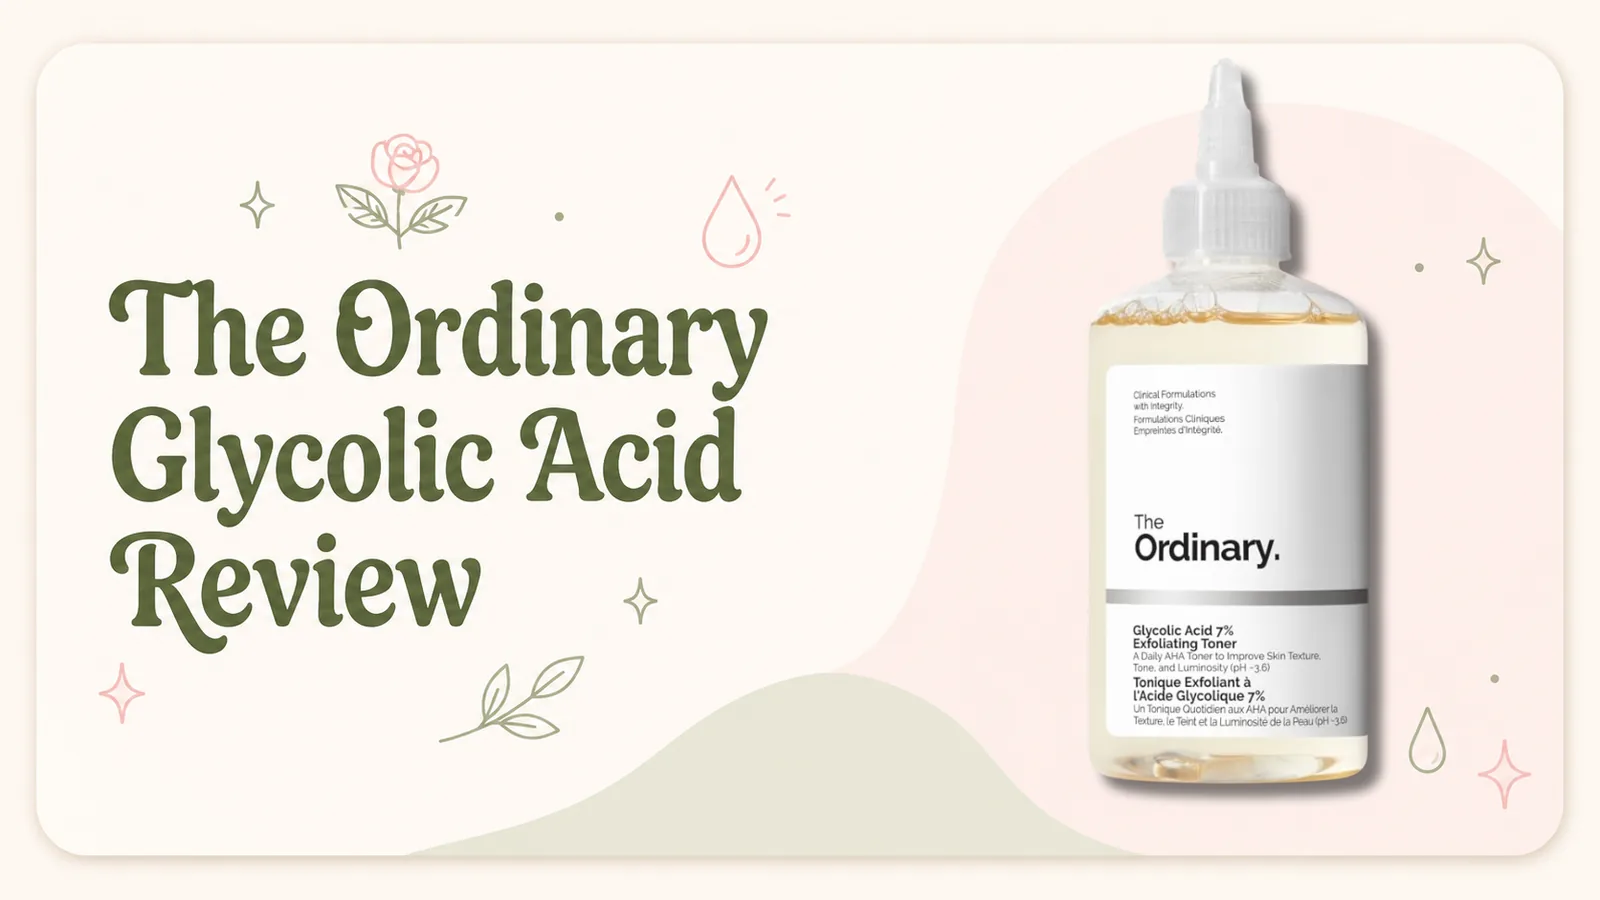 The Ordinary
Glycolic Acid
Review
Clinical Formulations
with Integrity.
Formulations Cliniques
Empreintes d'Intégrité.
The
Ordinary.
Glycolic Acid 7%
Exfoliating Toner
A Daily AHA Toner to Improve Skin Texture,
Tone, and Luminosity (pH ~3.6)
Tonique Exfoliant à
l'Acide Glycolique 7%
Un Tonique Quotidien aux AHA pour Améliorer la
Texture, le Teint et la Luminosité de la Peau (pH ~3.6)